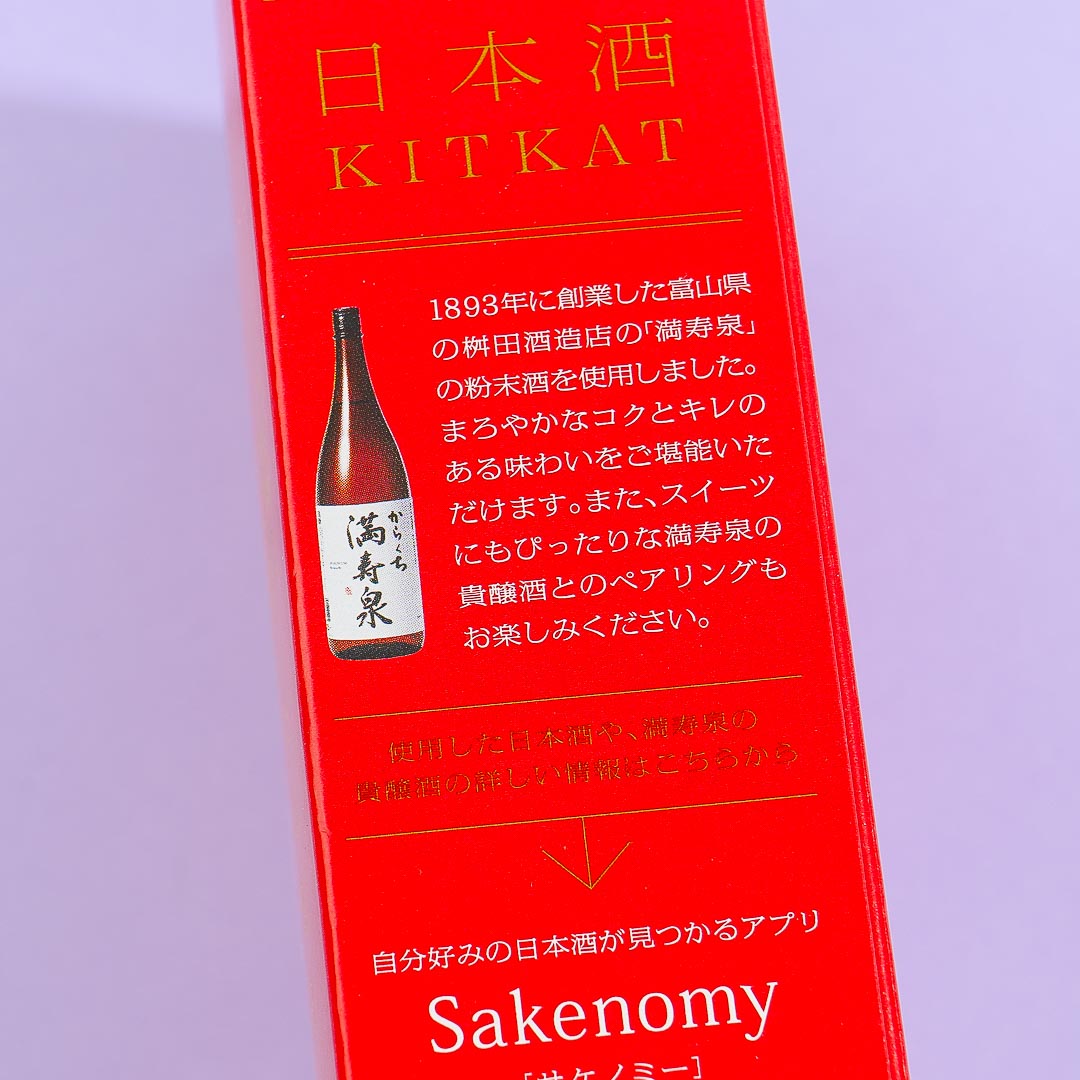 日本酒
KITKAT
1893年に創業した富山県
の桝田酒造店の「満寿泉」
の粉末酒を使用しました。
まろやかなコクとキレの
ある味わいをご堪能いた
だけます。また、スイーツ
にもぴったりな満寿泉の
貴醸酒とのペアリングも
お楽しみください。
からくち
満寿泉
使用した日本酒や、満寿泉の
貴醸酒の詳しい情報はこちらから
自分好みの日本酒が見つかるアプリ
Sakenomy
[サケノミー]